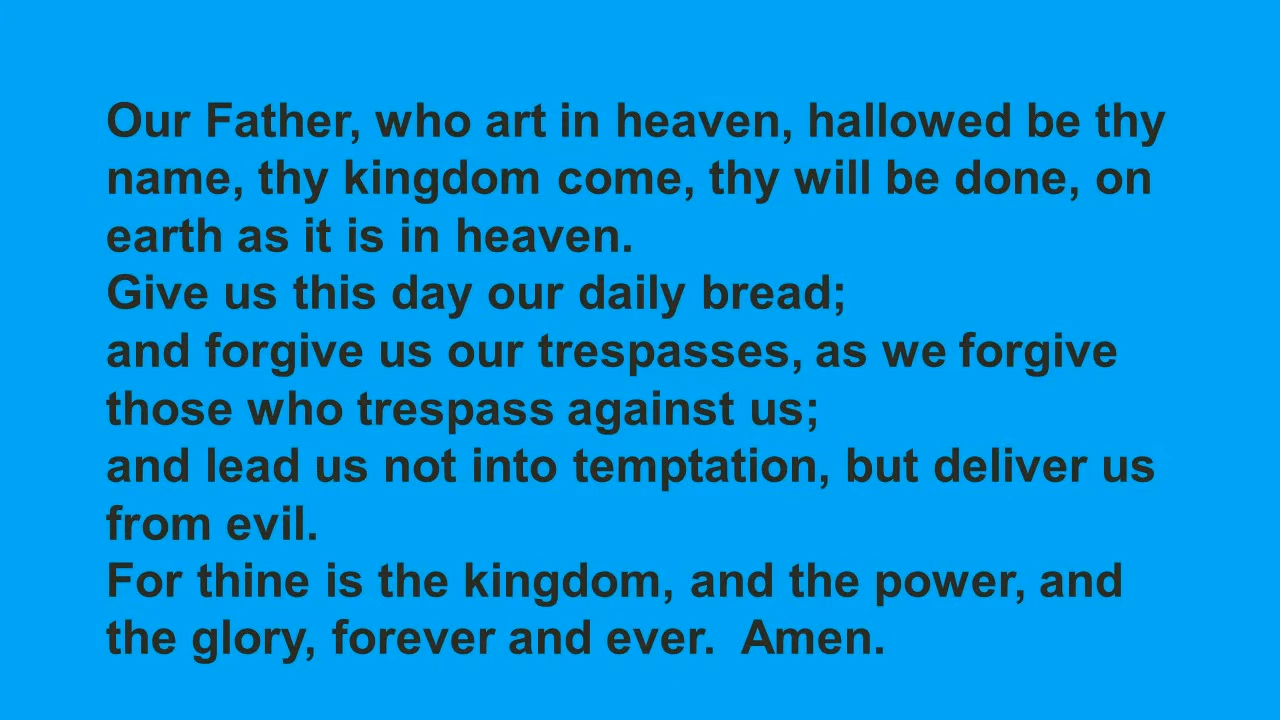 Our Father, who art in heaven, hallowed be thy
name, thy kingdom come, thy will be done, on
earth as it is in heaven.
Give us this day our daily bread;
and forgive us our trespasses, as we forgive
those who trespass against us;
and lead us not into temptation, but deliver us
from evil.
For thine is the kingdom, and the power, and
the glory, forever and ever.  Amen.